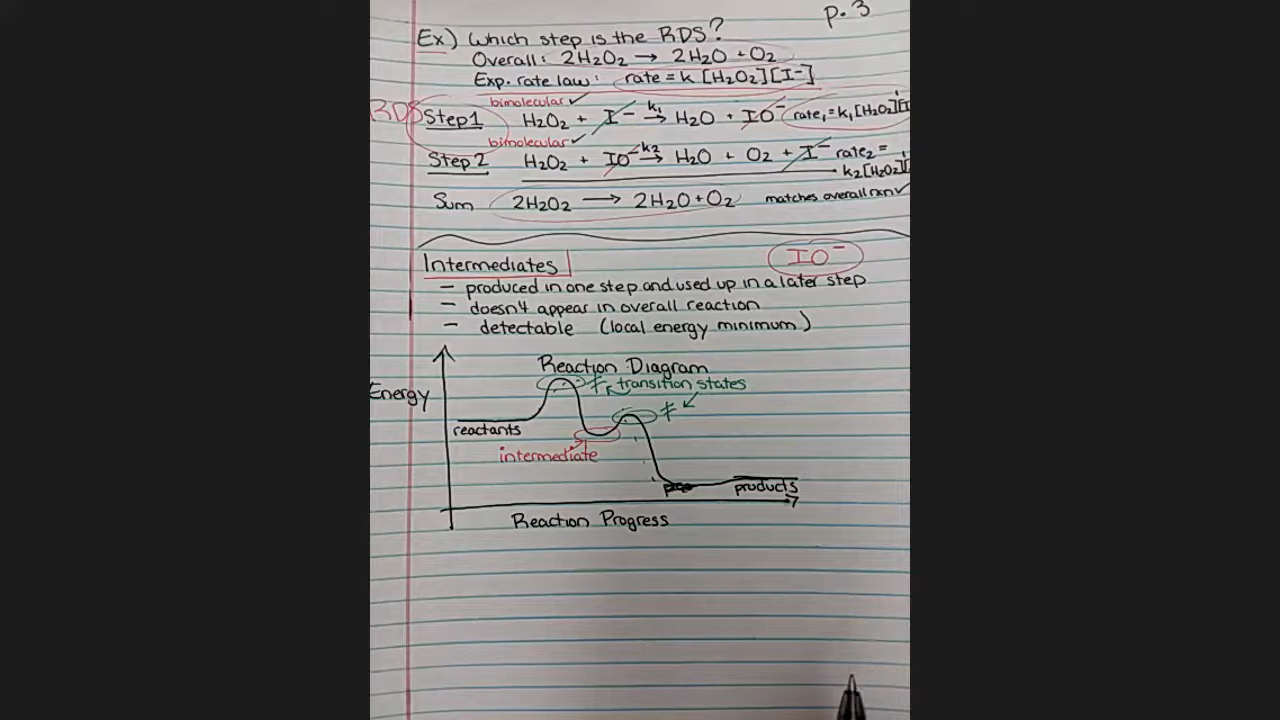 p. 3
Ex) Which step is the RDS?
Overall: 2H₂O₂ → 2H₂O + O₂
Exp. rate law: rate = k [H₂O₂][I⁻]
bimolecular ✓
RDS Step 1 H₂O₂ + I⁻ →k₁ H₂O + IO⁻ rate₁ = k₁[H₂O₂]¹[I
bimolecular ✓
Step 2 H₂O₂ + IO⁻ →k₂ H₂O + O₂ + I⁻ rate₂ =
k₂[H₂O₂]¹[
Sum 2H₂O₂ → 2H₂O + O₂ matches overall rxn ✓
Intermediates IO⁻
- produced in one step and used up in a later step
- doesn't appear in overall reaction
- detectable (local energy minimum)
Reaction Diagram
‡ transition states
Energy
‡
reactants
intermediate
products
Reaction Progress